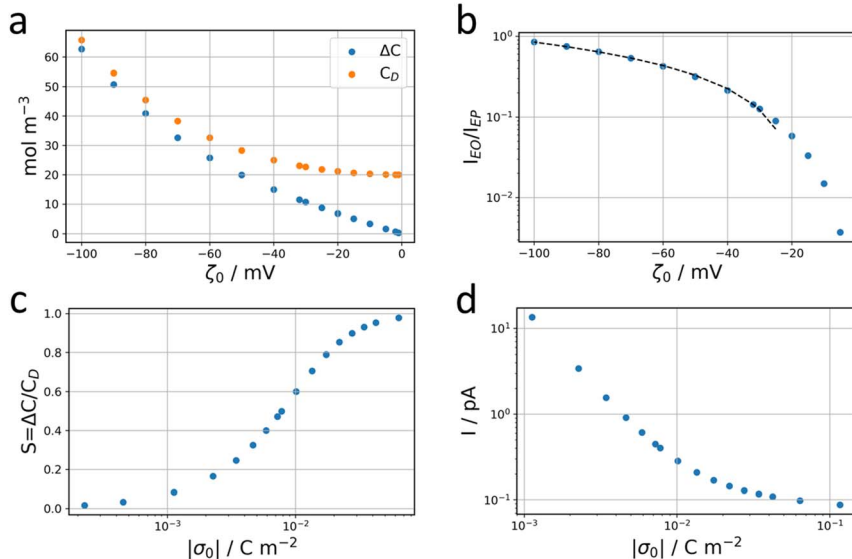 a
mol m⁻³
60
50
40
30
20
10
0
ΔC
C_D
−100
−80
−60
−40
−20
0
ζ₀ / mV
b
I_EO/I_EP
10⁰
10⁻¹
10⁻²
−100
−80
−60
−40
−20
ζ₀ / mV
c
S=ΔC/C_D
1.0
0.8
0.6
0.4
0.2
0.0
10⁻³
10⁻²
|σ₀| / C m⁻²
d
I / pA
10¹
10⁰
10⁻¹
10⁻³
10⁻²
10⁻¹
|σ₀| / C m⁻²